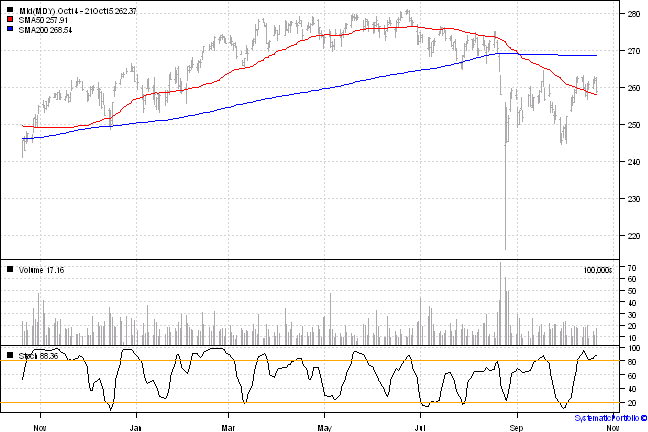 Mid(MDY) Oct14 - 21Oct15 262.37
SMA50 257.91
SMA200 268.54
280
270
260
250
240
230
220
Volume 17.16
100,000s
70
60
50
40
30
20
10
Stoch 88.36
100
80
60
40
20
Nov Jan Mar May Jul Sep Nov
SystematicPortfolio ©